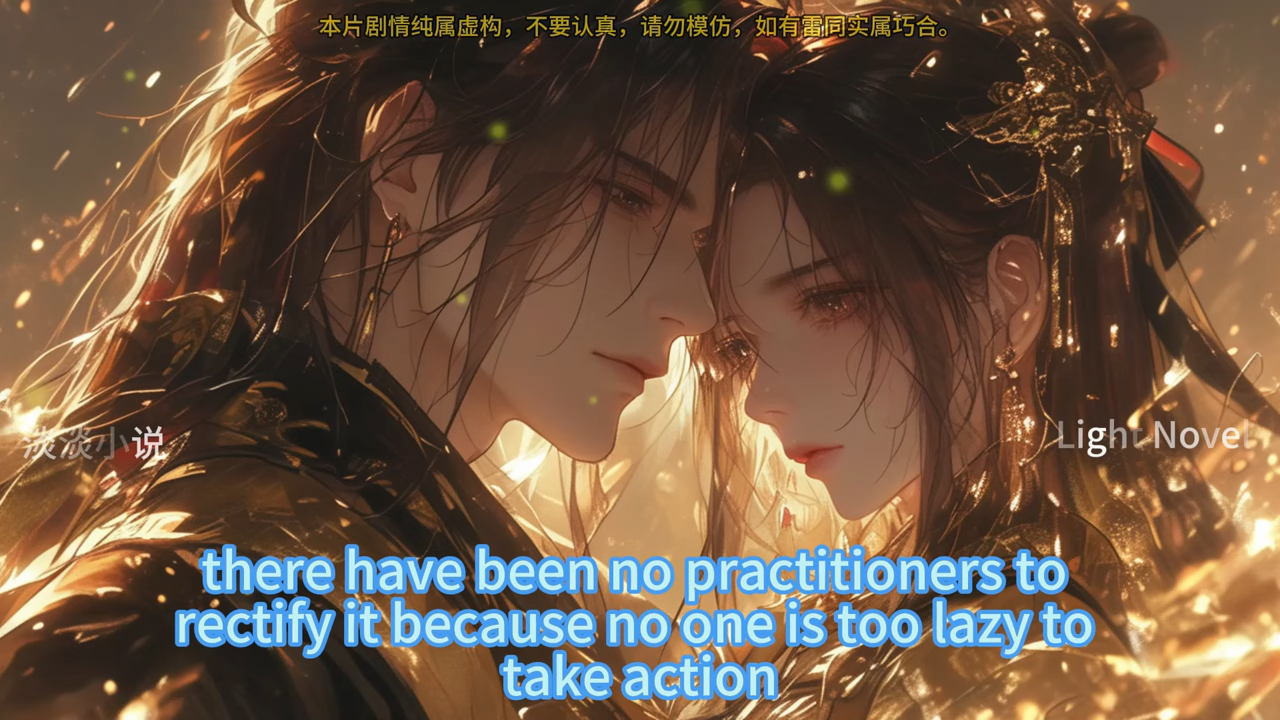 本片剧情纯属虚构，不要认真，请勿模仿，如有雷同实属巧合。
淡淡小说
Light Novel
there have been no practitioners to
rectify it because no one is too lazy to
take action